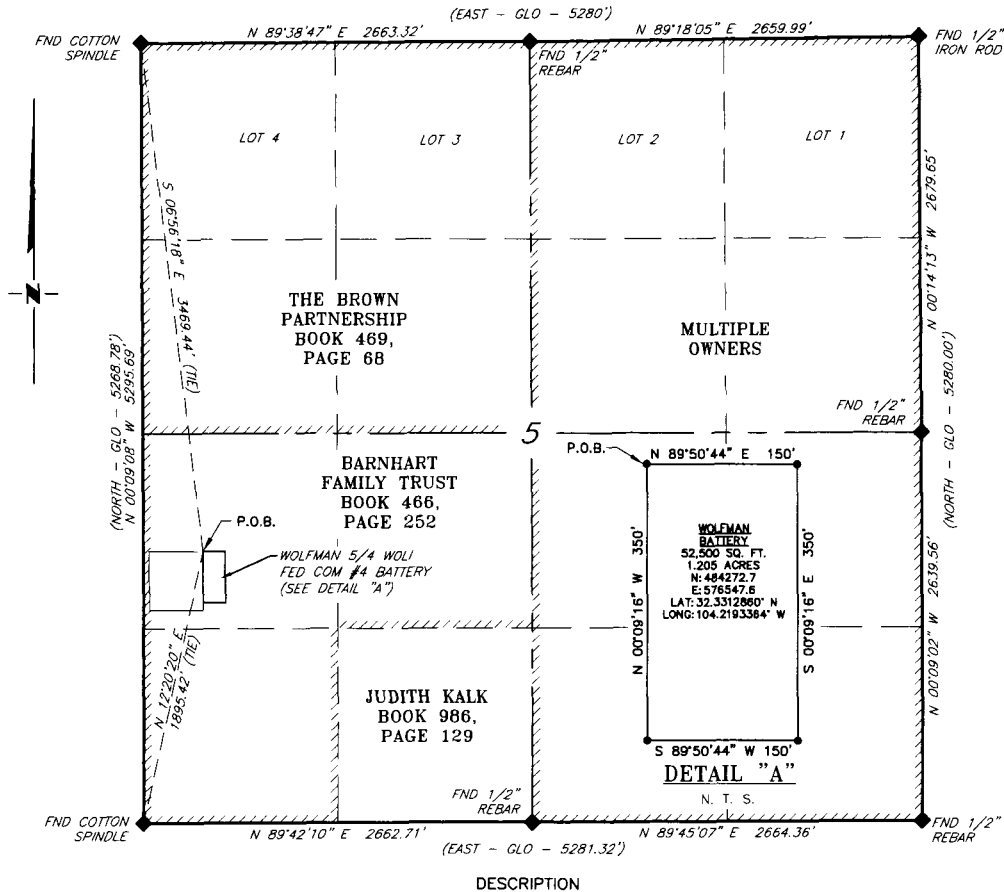 (EAST - GLO - 5280')
N 89°38'47" E 2663.32'
N 89°18'05" E 2659.99'
FND COTTON
SPINDLE
FND 1/2"
REBAR
FND 1/2"
IRON ROD
LOT 4
LOT 3
LOT 2
LOT 1
S 06°56'18" E 3469.44' (TIE)
N 00°14'13" W 2679.65'
N
THE BROWN
PARTNERSHIP
BOOK 469,
PAGE 68
MULTIPLE
OWNERS
(NORTH - GLO - 5268.78')
N 00°09'08" W 5295.69'
(NORTH - GLO - 5280.00')
FND 1/2"
REBAR
5
BARNHART
FAMILY TRUST
BOOK 466,
PAGE 252
P.O.B.
N 89°50'44" E 150'
P.O.B.
WOLFMAN 5/4 WOLI
FED COM #4 BATTERY
(SEE DETAIL "A")
N 00°09'16" W 350'
WOLFMAN
BATTERY
52,500 SQ. FT.
1.205 ACRES
N: 484272.7
E: 576547.6
LAT: 32.3312860° N
LONG: 104.2193364° W
S 00°09'16" E 350'
N 00°09'02" W 2639.56'
N 12°20'20" E
1895.42' (TIE)
JUDITH KALK
BOOK 986,
PAGE 129
S 89°50'44" W 150'
DETAIL "A"
N. T. S.
FND COTTON
SPINDLE
FND 1/2"
REBAR
FND 1/2"
REBAR
N 89°42'10" E 2662.71'
N 89°45'07" E 2664.36'
(EAST - GLO - 5281.32')
DESCRIPTION